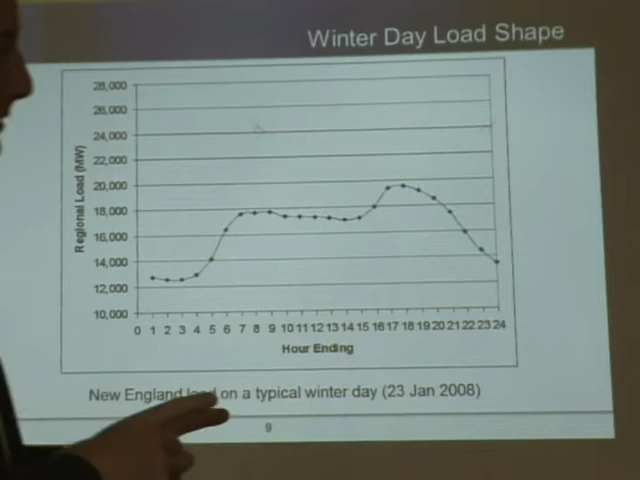 Winter Day Load Shape
28,000
26,000
24,000
22,000
20,000
18,000
16,000
14,000
12,000
10,000
Regional Load (MW)
0 1 2 3 4 5 6 7 8 9 10 11 12 13 14 15 16 17 18 19 20 21 22 23 24
Hour Ending
New England load on a typical winter day (23 Jan 2008)
9